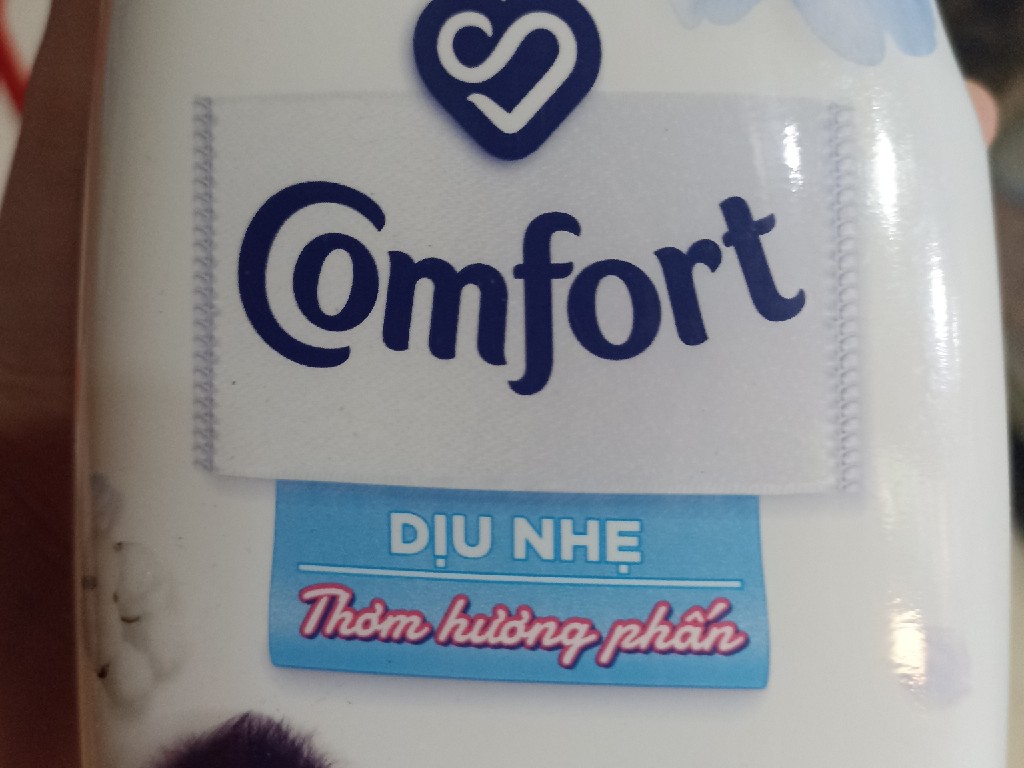 Comfort
DỊU NHẸ
Thơm hương phấn